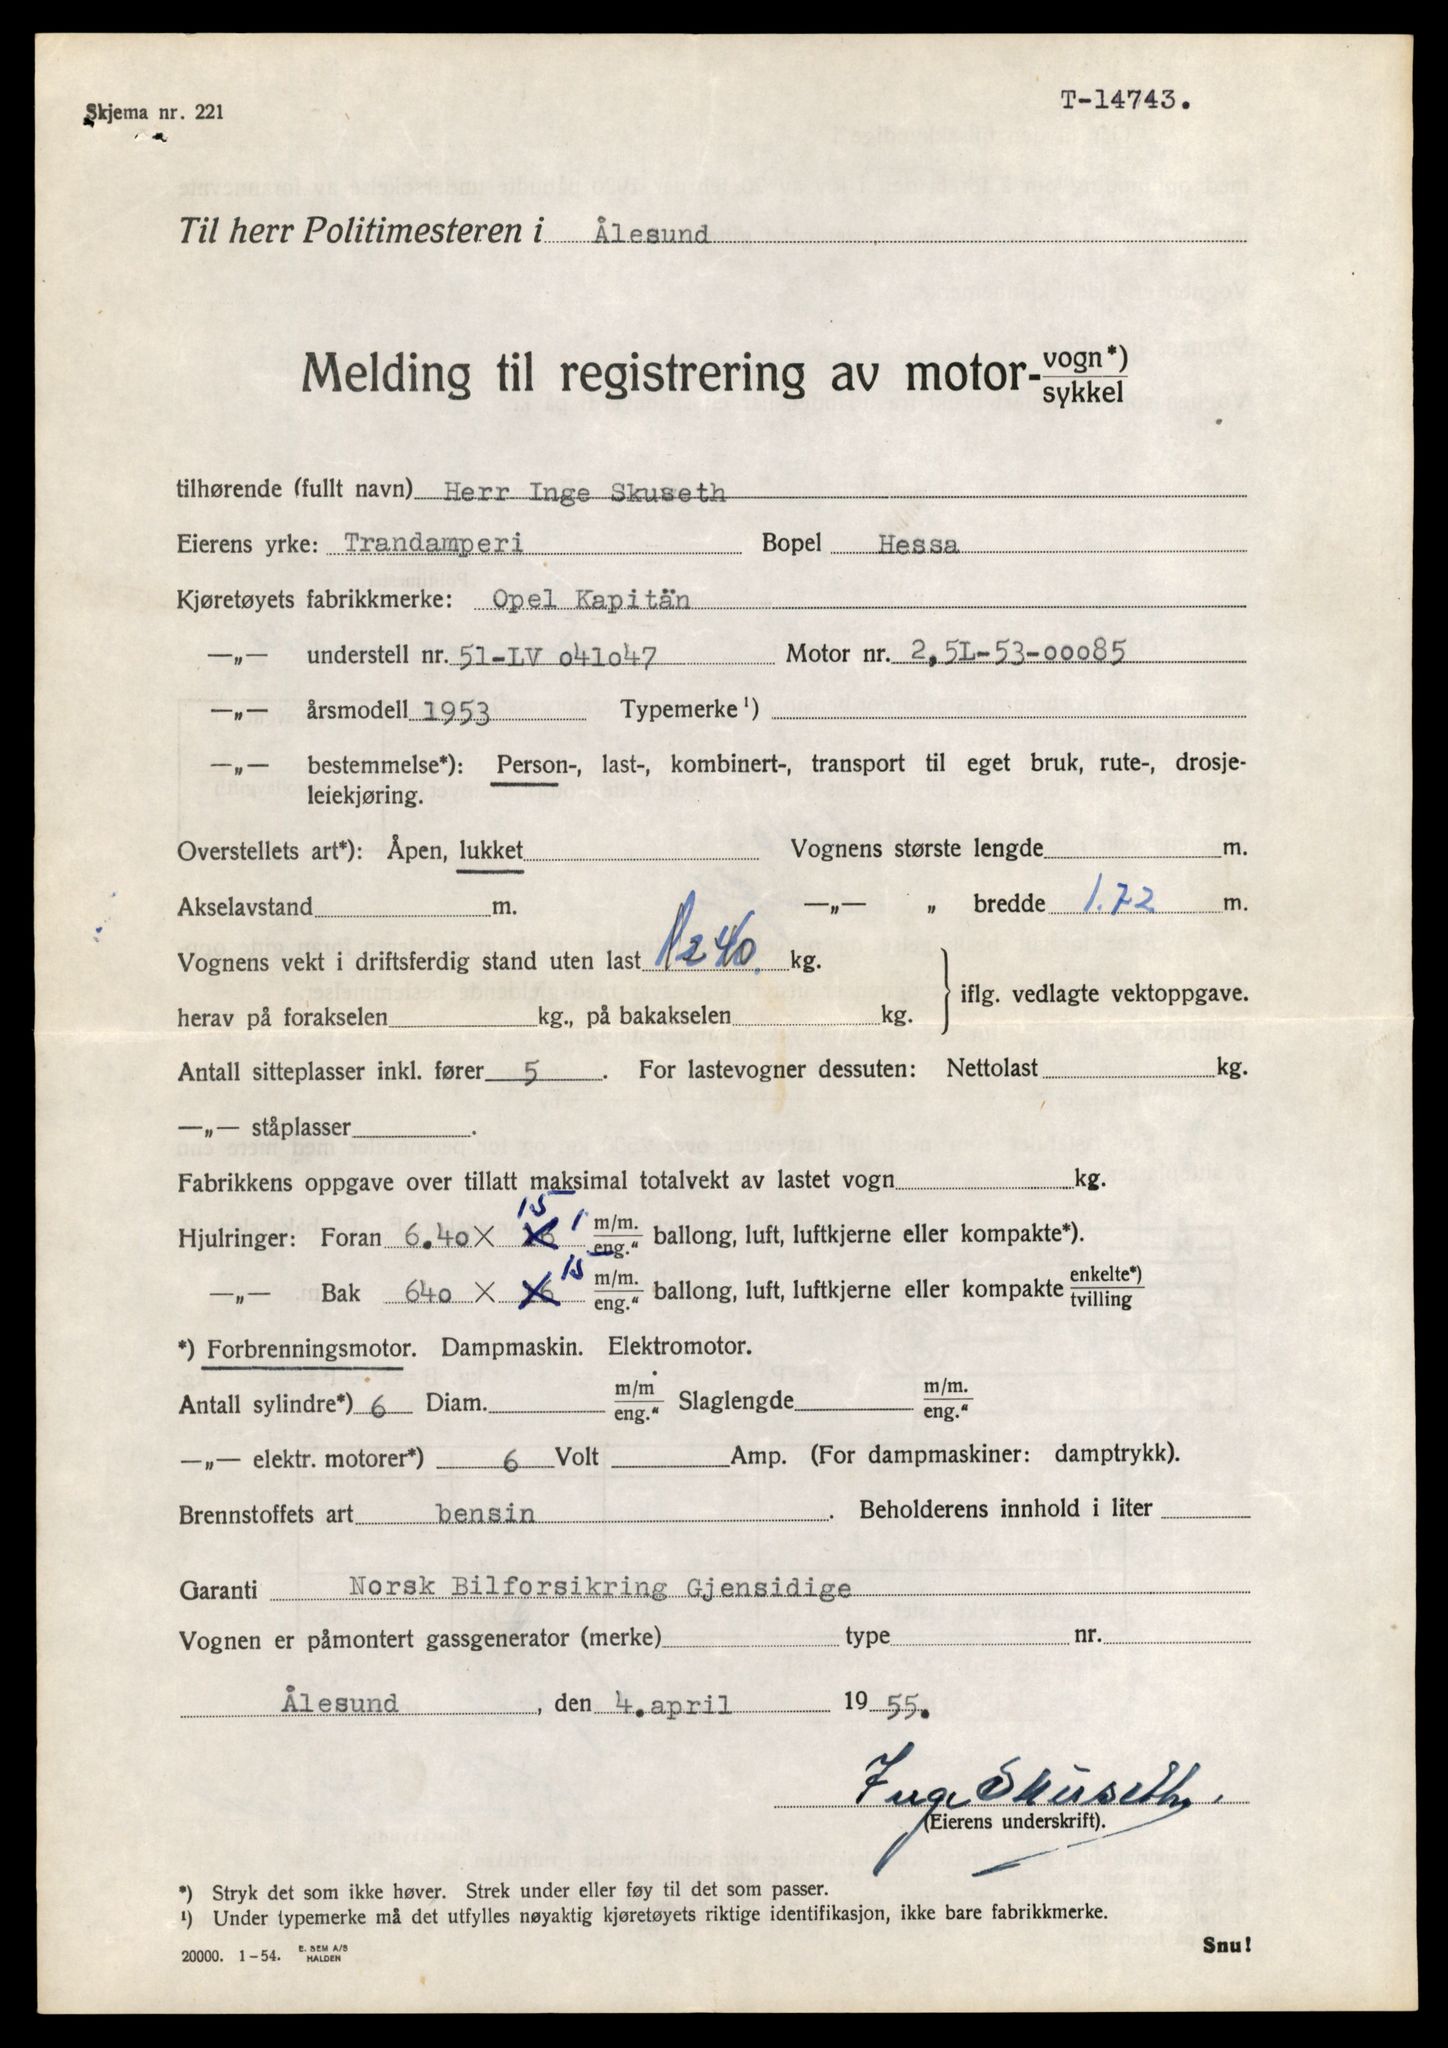 Skjema nr. 221
T-14743.
Til herr Politimesteren i Ålesund
Melding til registrering av motor-vogn*)
sykkel
tilhørende (fullt navn) Herr Inge Skuseth
Eierens yrke: Trandamperi Bopel Hessa
Kjøretøyets fabrikkmerke: Opel Kapitän
—„— understell nr. 51-LV 041047 Motor nr. 2,5L-53-00085
—„— årsmodell 1953 Typemerke ¹)
—„— bestemmelse*): Person-, last-, kombinert-, transport til eget bruk, rute-, drosje-
leiekjøring.
Overstellets art*): Åpen, lukket Vognens største lengde m.
Akselavstand m. —„— „ bredde 1.72 m.
Vognens vekt i driftsferdig stand uten last 1240. kg.
herav på forakselen kg., på bakakselen kg. iflg. vedlagte vektoppgave.
Antall sitteplasser inkl. fører 5. For lastevogner dessuten: Nettolast kg.
—„— ståplasser .
Fabrikkens oppgave over tillatt maksimal totalvekt av lastet vogn kg.
15
Hjulringer: Foran 6.40 × m/m. eng.“ ballong, luft, luftkjerne eller kompakte*).
15
—„— Bak 640 × m/m. eng.“ ballong, luft, luftkjerne eller kompakte enkelte*) tvilling
*) Forbrenningsmotor. Dampmaskin. Elektromotor.
Antall sylindre*) 6 Diam. m/m eng.“ Slaglengde m/m. eng.“
—„— elektr. motorer*) 6 Volt Amp. (For dampmaskiner: damptrykk).
Brennstoffets art bensin. Beholderens innhold i liter
Garanti Norsk Bilforsikring Gjensidige
Vognen er påmontert gassgenerator (merke) type nr.
Ålesund, den 4.april 1955.
Inge Skuseth.
(Eierens underskrift).
*) Stryk det som ikke høver. Strek under eller føy til det som passer.
¹) Under typemerke må det utfylles nøyaktig kjøretøyets riktige identifikasjon, ikke bare fabrikkmerke.
20000. 1-54. E. SEM A/S
HALDEN
Snu!